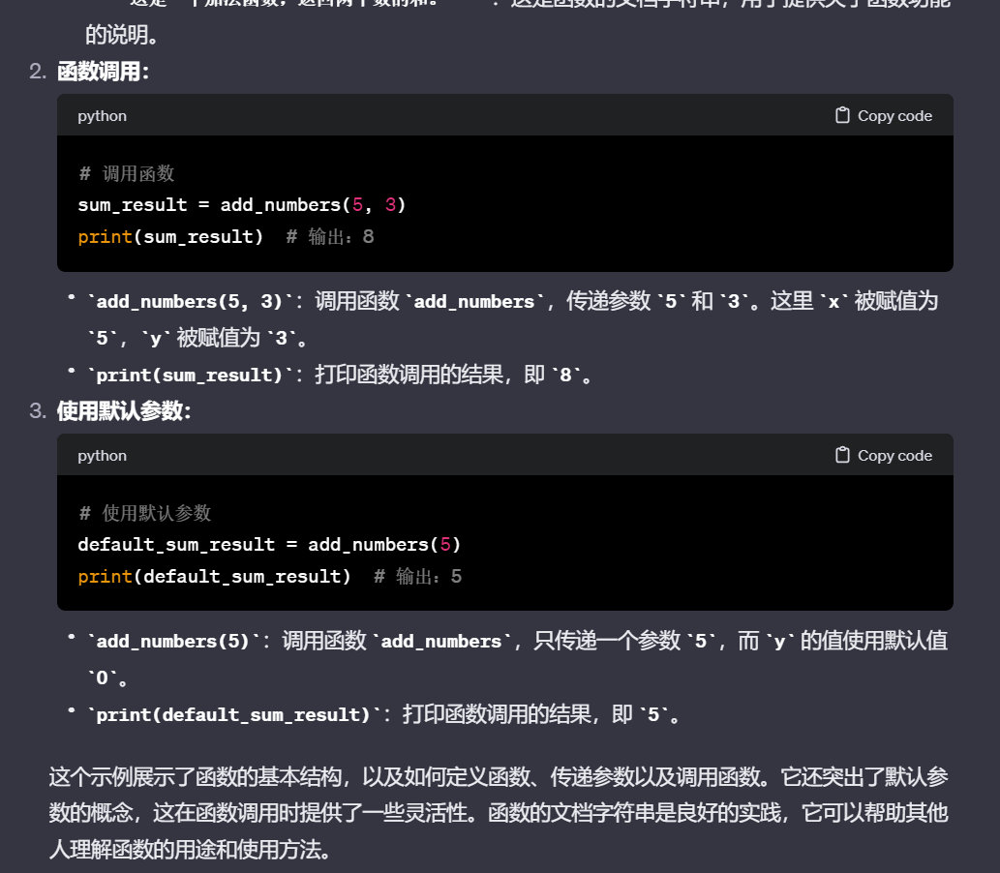 """这是一个加法函数，返回两个数的和。"""：这是函数的文档字符串，用于提供关于函数功能
的说明。
2. 函数调用：
python Copy code
# 调用函数
sum_result = add_numbers(5, 3)
print(sum_result)  # 输出：8
• `add_numbers(5, 3)`：调用函数 `add_numbers`，传递参数 `5` 和 `3`。这里 `x` 被赋值为
`5`，`y` 被赋值为 `3`。
• `print(sum_result)`：打印函数调用的结果，即 `8`。
3. 使用默认参数：
python Copy code
# 使用默认参数
default_sum_result = add_numbers(5)
print(default_sum_result)  # 输出：5
• `add_numbers(5)`：调用函数 `add_numbers`，只传递一个参数 `5`，而 `y` 的值使用默认值
`0`。
• `print(default_sum_result)`：打印函数调用的结果，即 `5`。
这个示例展示了函数的基本结构，以及如何定义函数、传递参数以及调用函数。它还突出了默认参
数的概念，这在函数调用时提供了一些灵活性。函数的文档字符串是良好的实践，它可以帮助其他
人理解函数的用途和使用方法。